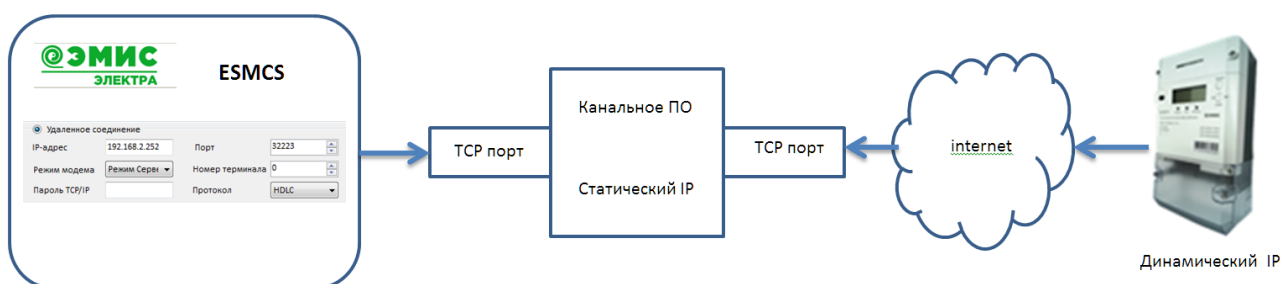 ЭМИС
ЭЛЕКТРА
ESMCS
Удаленное соединение
IP-адрес 192.168.2.252 Порт 32223
Режим модема Режим Серве Номер терминала 0
Пароль TCP/IP Протокол HDLC
TCP порт
Канальное ПО
Статический IP
TCP порт
internet
Динамический IP